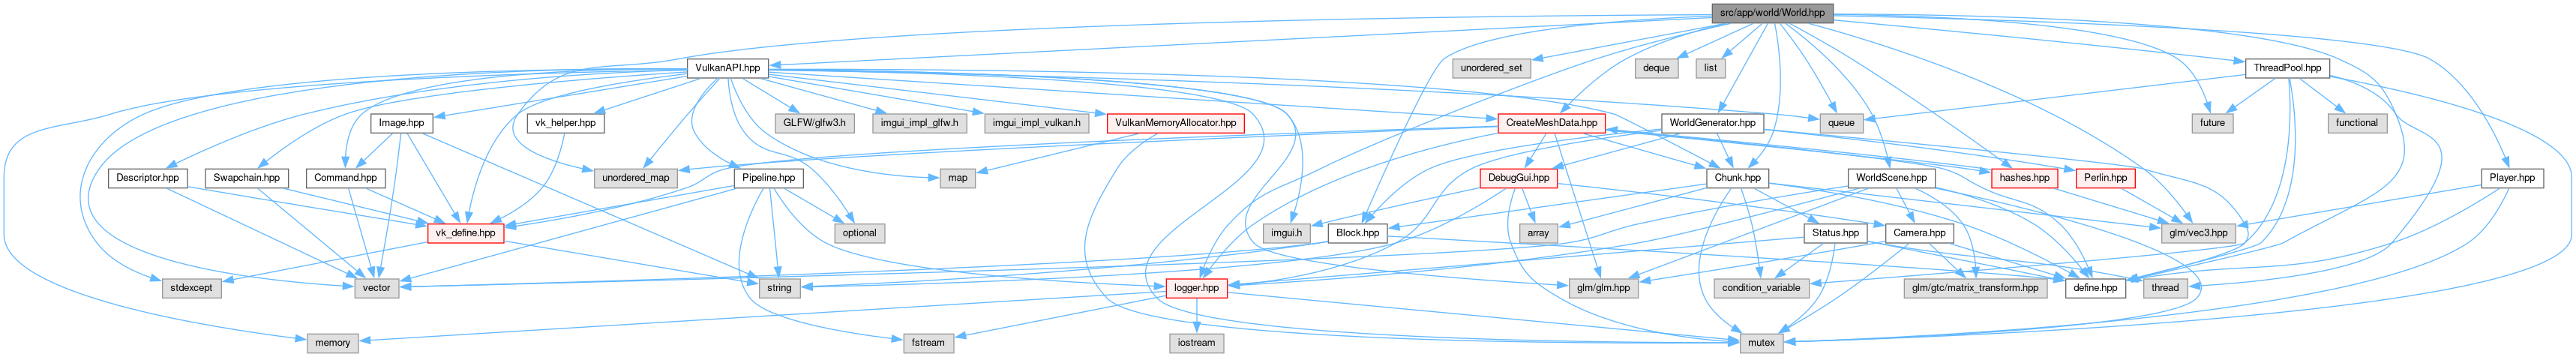 src/app/world/World.hpp
VulkanAPI.hpp
unordered_set
deque
list
ThreadPool.hpp
Image.hpp
vk_helper.hpp
GLFW/glfw3.h
imgui_impl_glfw.h
imgui_impl_vulkan.h
VulkanMemoryAllocator.hpp
CreateMeshData.hpp
WorldGenerator.hpp
queue
future
functional
Descriptor.hpp
Swapchain.hpp
Command.hpp
unordered_map
Pipeline.hpp
map
DebugGui.hpp
Chunk.hpp
WorldScene.hpp
hashes.hpp
Perlin.hpp
Player.hpp
vk_define.hpp
optional
imgui.h
Block.hpp
array
Status.hpp
Camera.hpp
glm/vec3.hpp
stdexcept
vector
string
logger.hpp
glm/glm.hpp
condition_variable
glm/gtc/matrix_transform.hpp
define.hpp
thread
memory
fstream
iostream
mutex